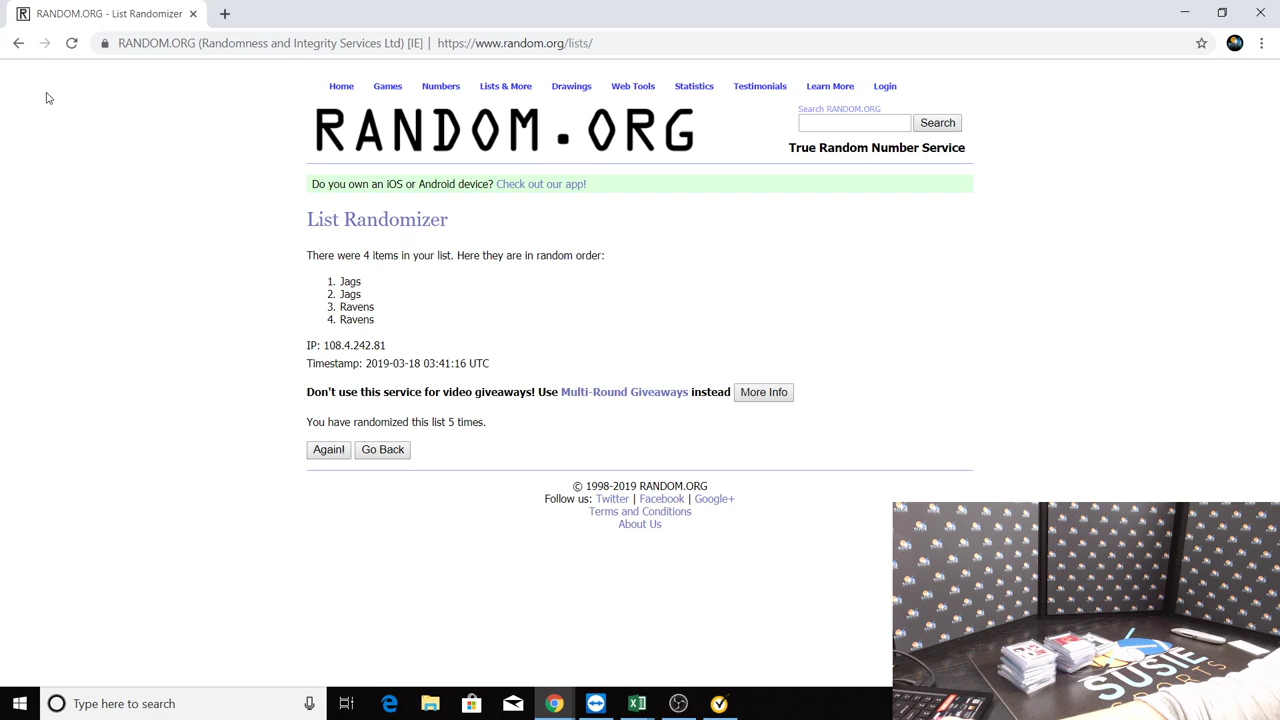 RANDOM.ORG - List Randomizer
RANDOM.ORG (Randomness and Integrity Services Ltd) [IE] | https://www.random.org/lists/
Home Games Numbers Lists & More Drawings Web Tools Statistics Testimonials Learn More Login
RANDOM.ORG
Search RANDOM.ORG
Search
True Random Number Service
Do you own an iOS or Android device? Check out our app!
List Randomizer
There were 4 items in your list. Here they are in random order:
1. Jags
2. Jags
3. Ravens
4. Ravens
IP: 108.4.242.81
Timestamp: 2019-03-18 03:41:16 UTC
Don't use this service for video giveaways! Use Multi-Round Giveaways instead More Info
You have randomized this list 5 times.
Again! Go Back
© 1998-2019 RANDOM.ORG
Follow us: Twitter | Facebook | Google+
Terms and Conditions
About Us
SUSIE
Type here to search